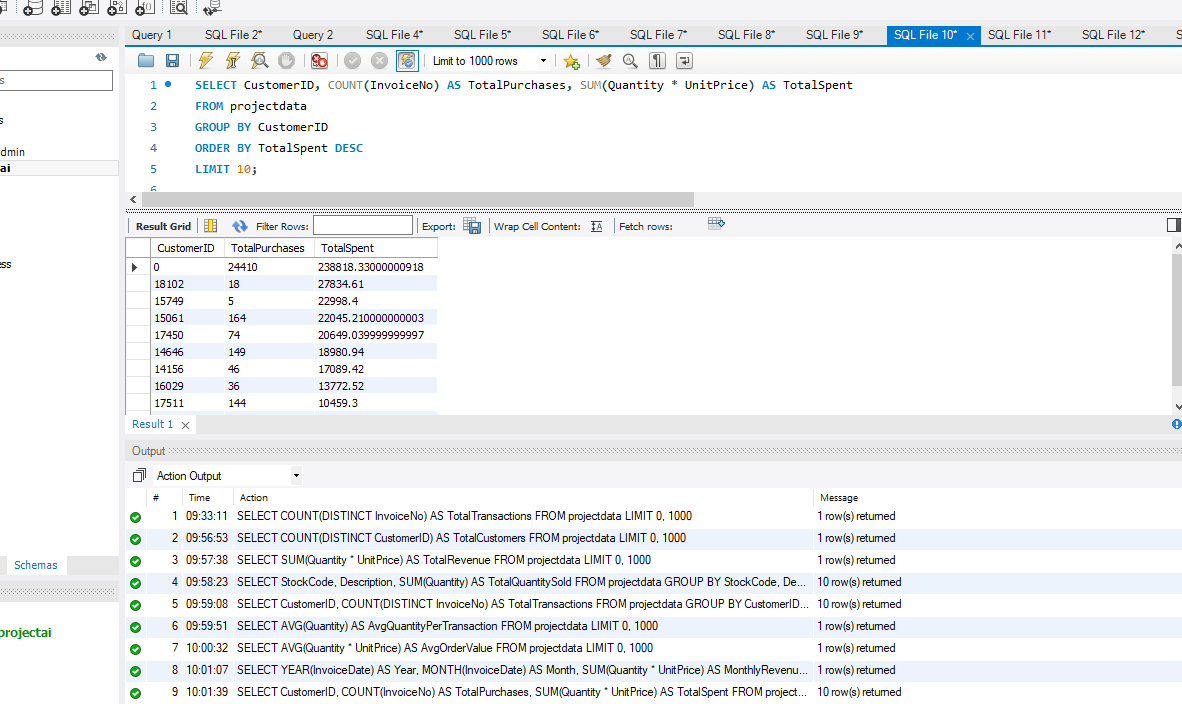 Query 1 SQL File 2* Query 2 SQL File 4* SQL File 5* SQL File 6* SQL File 7* SQL File 8* SQL File 9* SQL File 10* SQL File 11* SQL File 12* S
Limit to 1000 rows
s
1 SELECT CustomerID, COUNT(InvoiceNo) AS TotalPurchases, SUM(Quantity * UnitPrice) AS TotalSpent
2 FROM projectdata
s
3 GROUP BY CustomerID
dmin
4 ORDER BY TotalSpent DESC
ai
5 LIMIT 10;
6
Result Grid Filter Rows: Export: Wrap Cell Content: Fetch rows:
CustomerID TotalPurchases TotalSpent
ess
0 24410 238818.33000000918
18102 18 27834.61
15749 5 22998.4
15061 164 22045.210000000003
17450 74 20649.039999999997
14646 149 18980.94
14156 46 17089.42
16029 36 13772.52
17511 144 10459.3
Result 1
Output
Action Output
# Time Action Message
1 09:33:11 SELECT COUNT(DISTINCT InvoiceNo) AS TotalTransactions FROM projectdata LIMIT 0, 1000 1 row(s) returned
2 09:56:53 SELECT COUNT(DISTINCT CustomerID) AS TotalCustomers FROM projectdata LIMIT 0, 1000 1 row(s) returned
3 09:57:38 SELECT SUM(Quantity * UnitPrice) AS TotalRevenue FROM projectdata LIMIT 0, 1000 1 row(s) returned
Schemas
4 09:58:23 SELECT StockCode, Description, SUM(Quantity) AS TotalQuantitySold FROM projectdata GROUP BY StockCode, De... 10 row(s) returned
5 09:59:08 SELECT CustomerID, COUNT(DISTINCT InvoiceNo) AS TotalTransactions FROM projectdata GROUP BY CustomerID... 10 row(s) returned
6 09:59:51 SELECT AVG(Quantity) AS AvgQuantityPerTransaction FROM projectdata LIMIT 0, 1000 1 row(s) returned
projectai
7 10:00:32 SELECT AVG(Quantity * UnitPrice) AS AvgOrderValue FROM projectdata LIMIT 0, 1000 1 row(s) returned
8 10:01:07 SELECT YEAR(InvoiceDate) AS Year, MONTH(InvoiceDate) AS Month, SUM(Quantity * UnitPrice) AS MonthlyRevenu... 1 row(s) returned
9 10:01:39 SELECT CustomerID, COUNT(InvoiceNo) AS TotalPurchases, SUM(Quantity * UnitPrice) AS TotalSpent FROM project... 10 row(s) returned